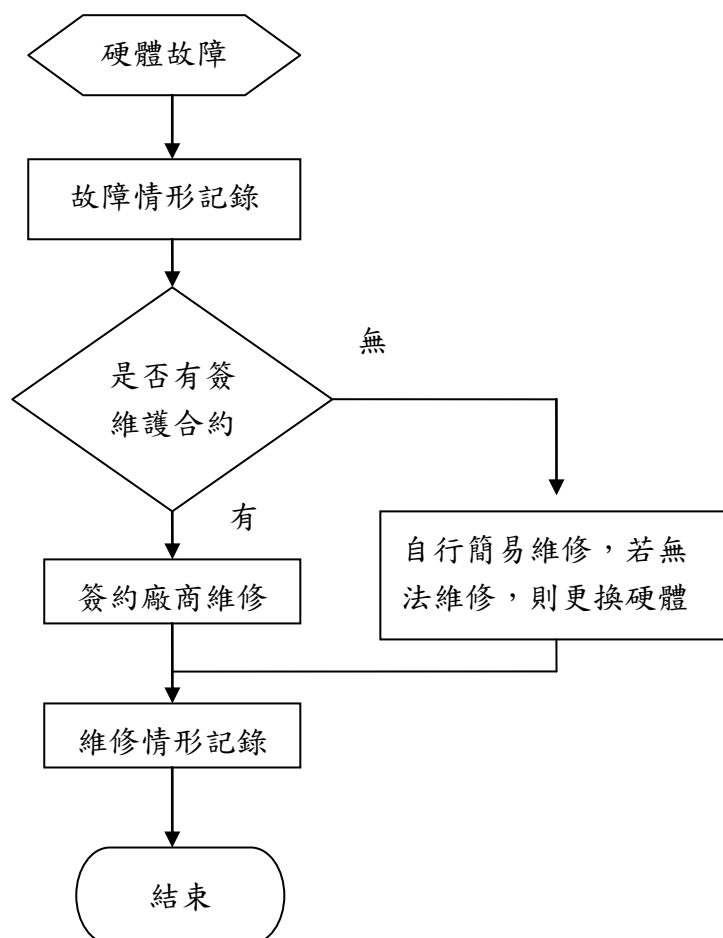 硬體故障
故障情形記錄
無
是否有簽
維護合約
有
自行簡易維修，若無
法維修，則更換硬體
簽約廠商維修
維修情形記錄
結束